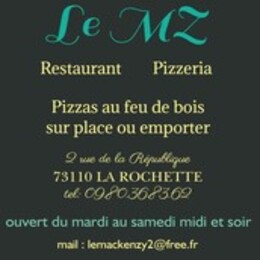 Le MZ
Restaurant Pizzeria
Pizzas au feu de bois
sur place ou emporter
2 rue de la République
73110 LA ROCHETTE
tel: 0980368362
ouvert du mardi au samedi midi et soir
mail : lemackenzy2@free.fr